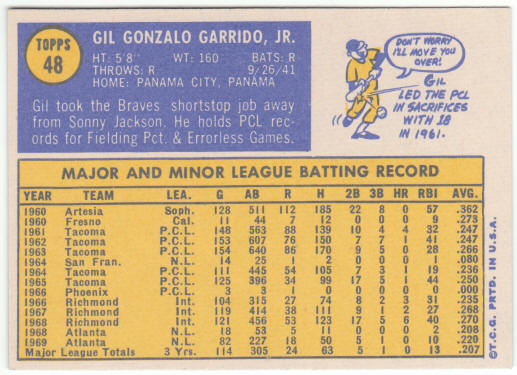 TOPPS
48
GIL GONZALO GARRIDO, JR.
HT: 5'8" WT: 160 BATS: R
THROWS: R 9/26/41
HOME: PANAMA CITY, PANAMA
Gil took the Braves shortstop job away
from Sonny Jackson. He holds PCL rec-
ords for Fielding Pct. & Errorless Games.
DON'T WORRY
I'LL MOVE YOU
OVER!
GIL
LED THE PCL
IN SACRIFICES
WITH 18
IN 1961.
MAJOR AND MINOR LEAGUE BATTING RECORD
YEAR TEAM LEA. G AB R H 2B 3B HR RBI AVG.
1960 Artesia Soph. 128 511 112 185 22 8 0 57 .362
1960 Fresno Cal. 11 44 7 12 0 0 0 9 .273
1961 Tacoma P.C.L. 148 563 88 139 10 4 4 32 .247
1962 Tacoma P.C.L. 153 607 76 150 7 7 1 41 .247
1963 Tacoma P.C.L. 154 640 86 170 9 5 0 28 .266
1964 San Fran. N.L. 14 25 1 2 0 0 0 1 .080
1964 Tacoma P.C.L. 111 445 54 105 7 3 1 19 .236
1965 Tacoma P.C.L. 125 396 34 99 17 5 1 44 .250
1966 Phoenix P.C.L. 3 3 0 0 0 0 0 0 .000
1966 Richmond Int. 104 315 27 74 8 2 3 31 .235
1967 Richmond Int. 119 414 38 111 9 1 2 27 .268
1968 Richmond Int. 121 456 53 123 17 5 6 40 .270
1968 Atlanta N.L. 18 53 5 11 0 0 0 2 .208
1969 Atlanta N.L. 82 227 18 50 5 1 0 10 .220
Major League Totals 3 Yrs. 114 305 24 63 5 1 0 13 .207
©T.C.G. PRTD. IN U.S.A.